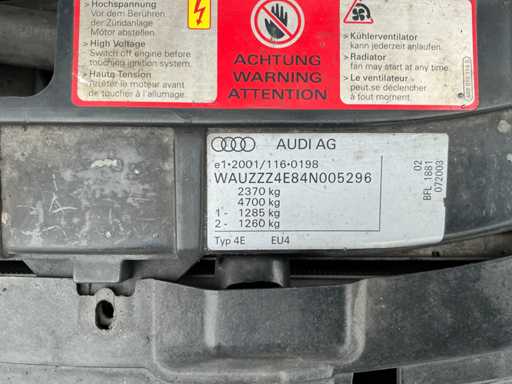 Hochspannung
Vor dem Berühren
der Zündanlage
Motor abstellen.
> High Voltage
Switch off engine before
touching ignition system.
> Haute Tension
Arrêter le moteur avant
de toucher à l'allumage.
ACHTUNG
WARNING
ATTENTION
> Kühlerventilator
kann jederzeit anlaufen.
> Radiator
fan may start at any time.
> Le ventilateur
peut se déclencher
à tout moment.
AUDI AG
e1*2001/116*0198
WAUZZZ4E84N005296
2370 kg
4700 kg
1- 1285 kg
2- 1260 kg
Typ 4E EU4
02
BFL 1881
072003